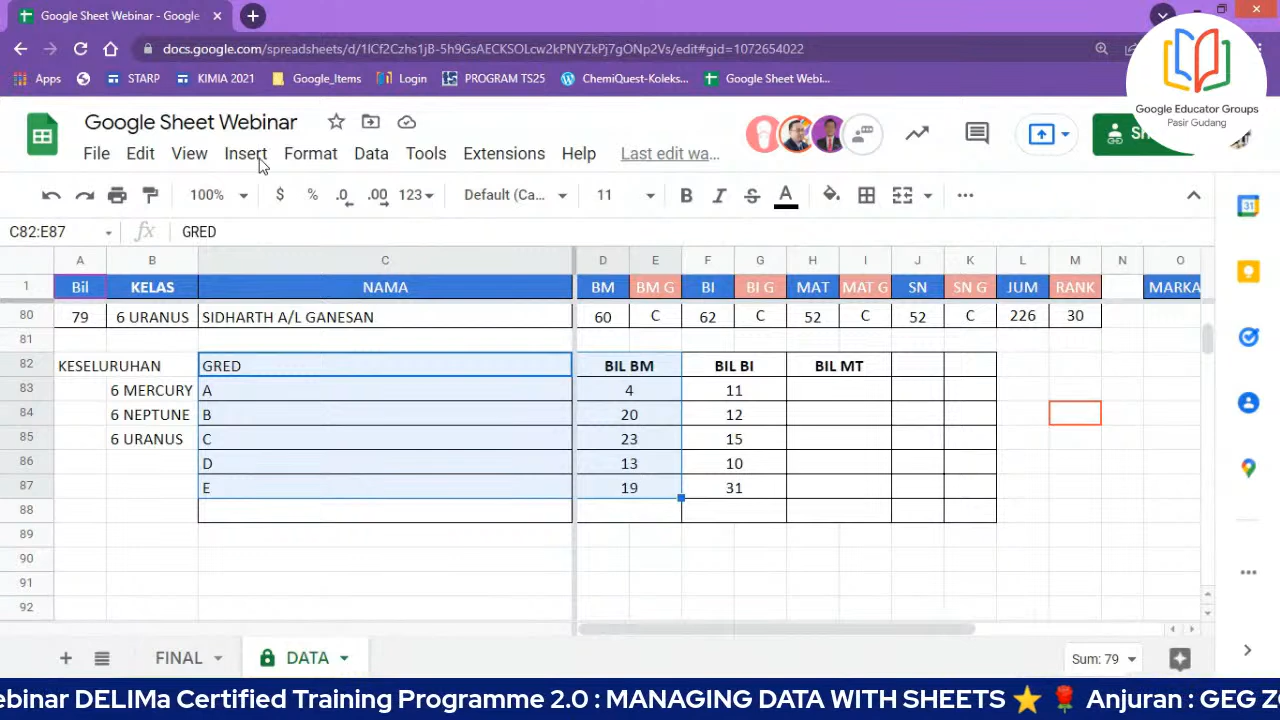 Google Sheet Webinar - Google
docs.google.com/spreadsheets/d/1lCf2Czhs1jB-5h9GsAECKSOLcw2kPNYZkPj7gONp2Vs/edit#gid=1072654022
Apps STARP KIMIA 2021 Google_Items Login PROGRAM TS25 ChemiQuest-Koleks... Google Sheet Webi...
Google Educator Groups
Pasir Gudang
Google Sheet Webinar
File Edit View Insert Format Data Tools Extensions Help Last edit wa...
100% $ % .0 .00 123 Default (Ca... 11 B I S A
C82:E87 fx GRED
A B C D E F G H I J K L M N O
1 Bil KELAS NAMA BM BM G BI BI G MAT MAT G SN SN G JUM RANK MARKA
80 79 6 URANUS SIDHARTH A/L GANESAN 60 C 62 C 52 C 52 C 226 30
81
82 KESELURUHAN GRED BIL BM BIL BI BIL MT
83 6 MERCURY A 4 11
84 6 NEPTUNE B 20 12
85 6 URANUS C 23 15
86 D 13 10
87 E 19 31
88
89
90
91
92
FINAL DATA Sum: 79
ebinar DELIMa Certified Training Programme 2.0 : MANAGING DATA WITH SHEETS ⭐ 🌹 Anjuran : GEG Z